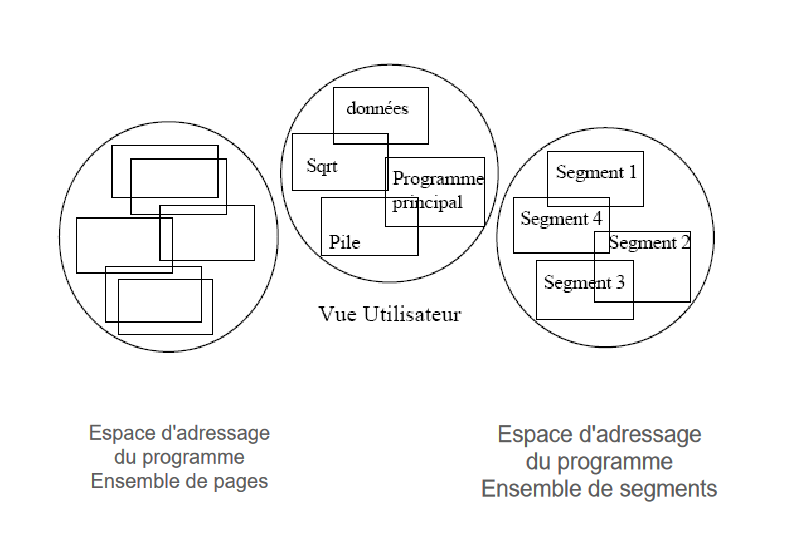 données
Sqrt
Programme
principal
Pile
Vue Utilisateur
Segment 1
Segment 4
Segment 2
Segment 3
Espace d'adressage
du programme
Ensemble de pages
Espace d'adressage
du programme
Ensemble de segments